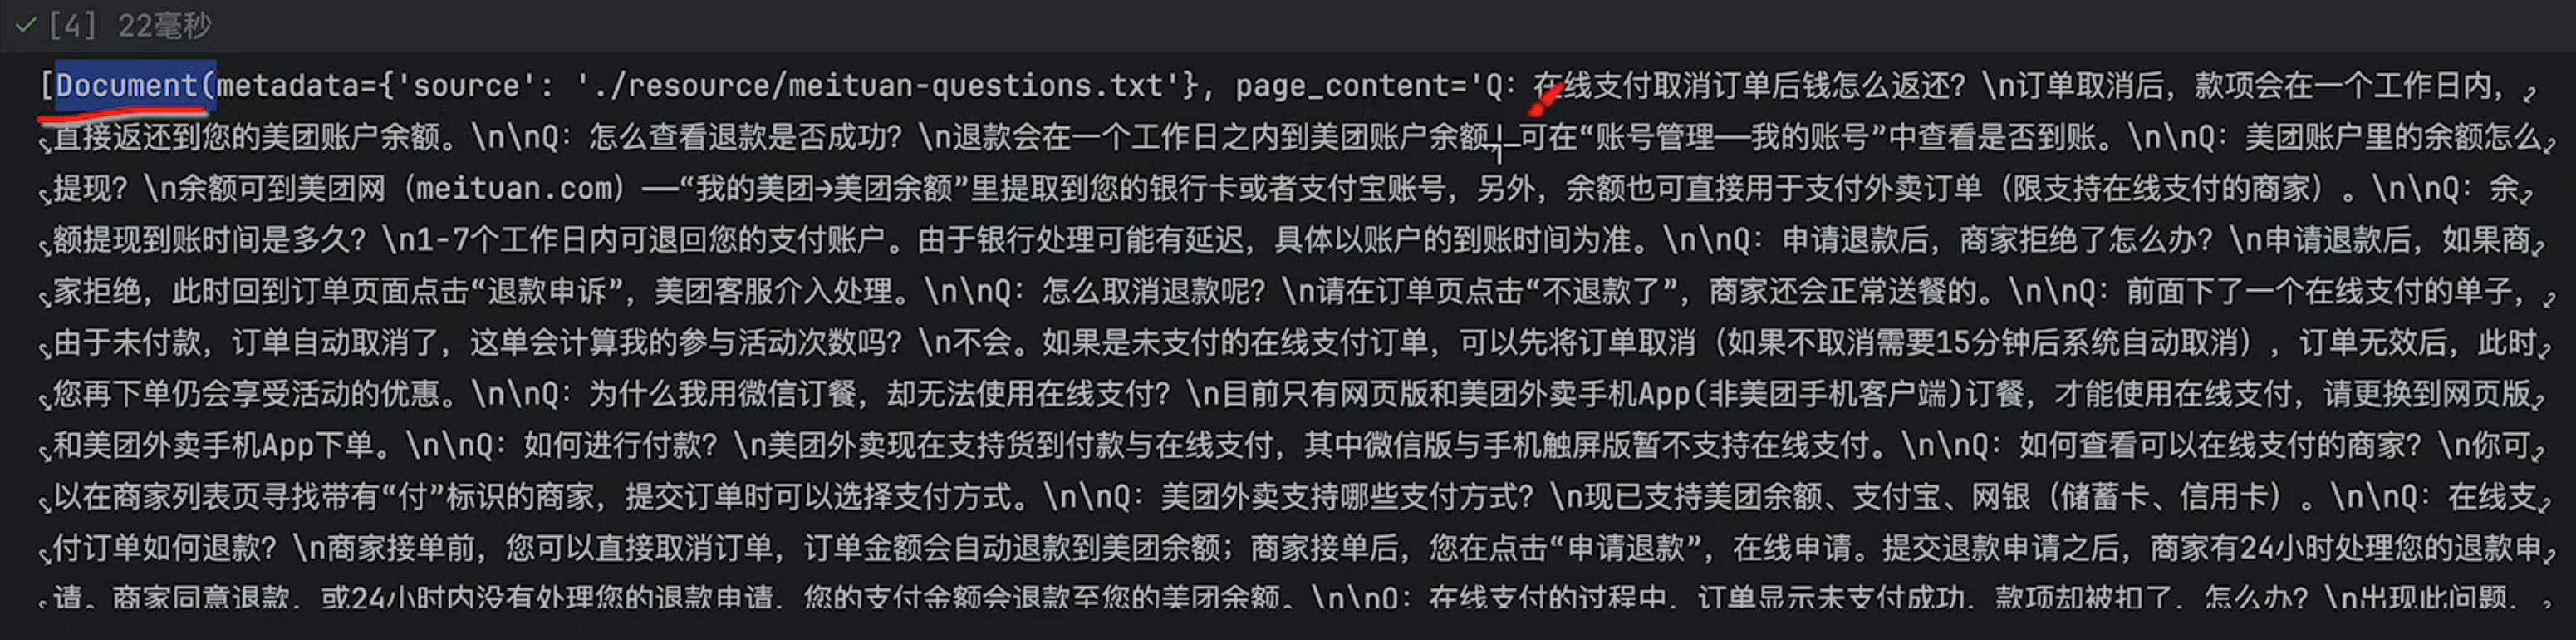 [4] 22毫秒
[Document(metadata={'source': './resource/meituan-questions.txt'}, page_content='Q：在线支付取消订单后钱怎么返还？\n订单取消后，款项会在一个工作日内，
直接返还到您的美团账户余额。\n\nQ：怎么查看退款是否成功？\n退款会在一个工作日之内到美团账户余额，可在“账号管理——我的账号”中查看是否到账。\n\nQ：美团账户里的余额怎么
提现？\n余额可到美团网（meituan.com）——“我的美团→美团余额”里提取到您的银行卡或者支付宝账号，另外，余额也可直接用于支付外卖订单（限支持在线支付的商家）。\n\nQ：余
额提现到账时间是多久？\n1-7个工作日内可退回您的支付账户。由于银行处理可能有延迟，具体以账户的到账时间为准。\n\nQ：申请退款后，商家拒绝了怎么办？\n申请退款后，如果商
家拒绝，此时回到订单页面点击“退款申诉”，美团客服介入处理。\n\nQ：怎么取消退款呢？\n请在订单页点击“不退款了”，商家还会正常送餐的。\n\nQ：前面下了一个在线支付的单子，
由于未付款，订单自动取消了，这单会计算我的参与活动次数吗？\n不会。如果是未支付的在线支付订单，可以先将订单取消（如果不取消需要15分钟后系统自动取消），订单无效后，此时
您再下单仍会享受活动的优惠。\n\nQ：为什么我用微信订餐，却无法使用在线支付？\n目前只有网页版和美团外卖手机App(非美团手机客户端)订餐，才能使用在线支付，请更换到网页版
和美团外卖手机App下单。\n\nQ：如何进行付款？\n美团外卖现在支持货到付款与在线支付，其中微信版与手机触屏版暂不支持在线支付。\n\nQ：如何查看可以在线支付的商家？\n你可
以在商家列表页寻找带有“付”标识的商家，提交订单时可以选择支付方式。\n\nQ：美团外卖支持哪些支付方式？\n现已支持美团余额、支付宝、网银（储蓄卡、信用卡）。\n\nQ：在线支
付订单如何退款？\n商家接单前，您可以直接取消订单，订单金额会自动退款到美团余额；商家接单后，您在点击“申请退款”，在线申请。提交退款申请之后，商家有24小时处理您的退款申
请。商家同意退款，或24小时内没有处理您的退款申请，您的支付金额会退款至您的美团余额。\n\nQ：在线支付的过程中，订单显示未支付成功，款项却被扣了，怎么办？\n出现此问题，